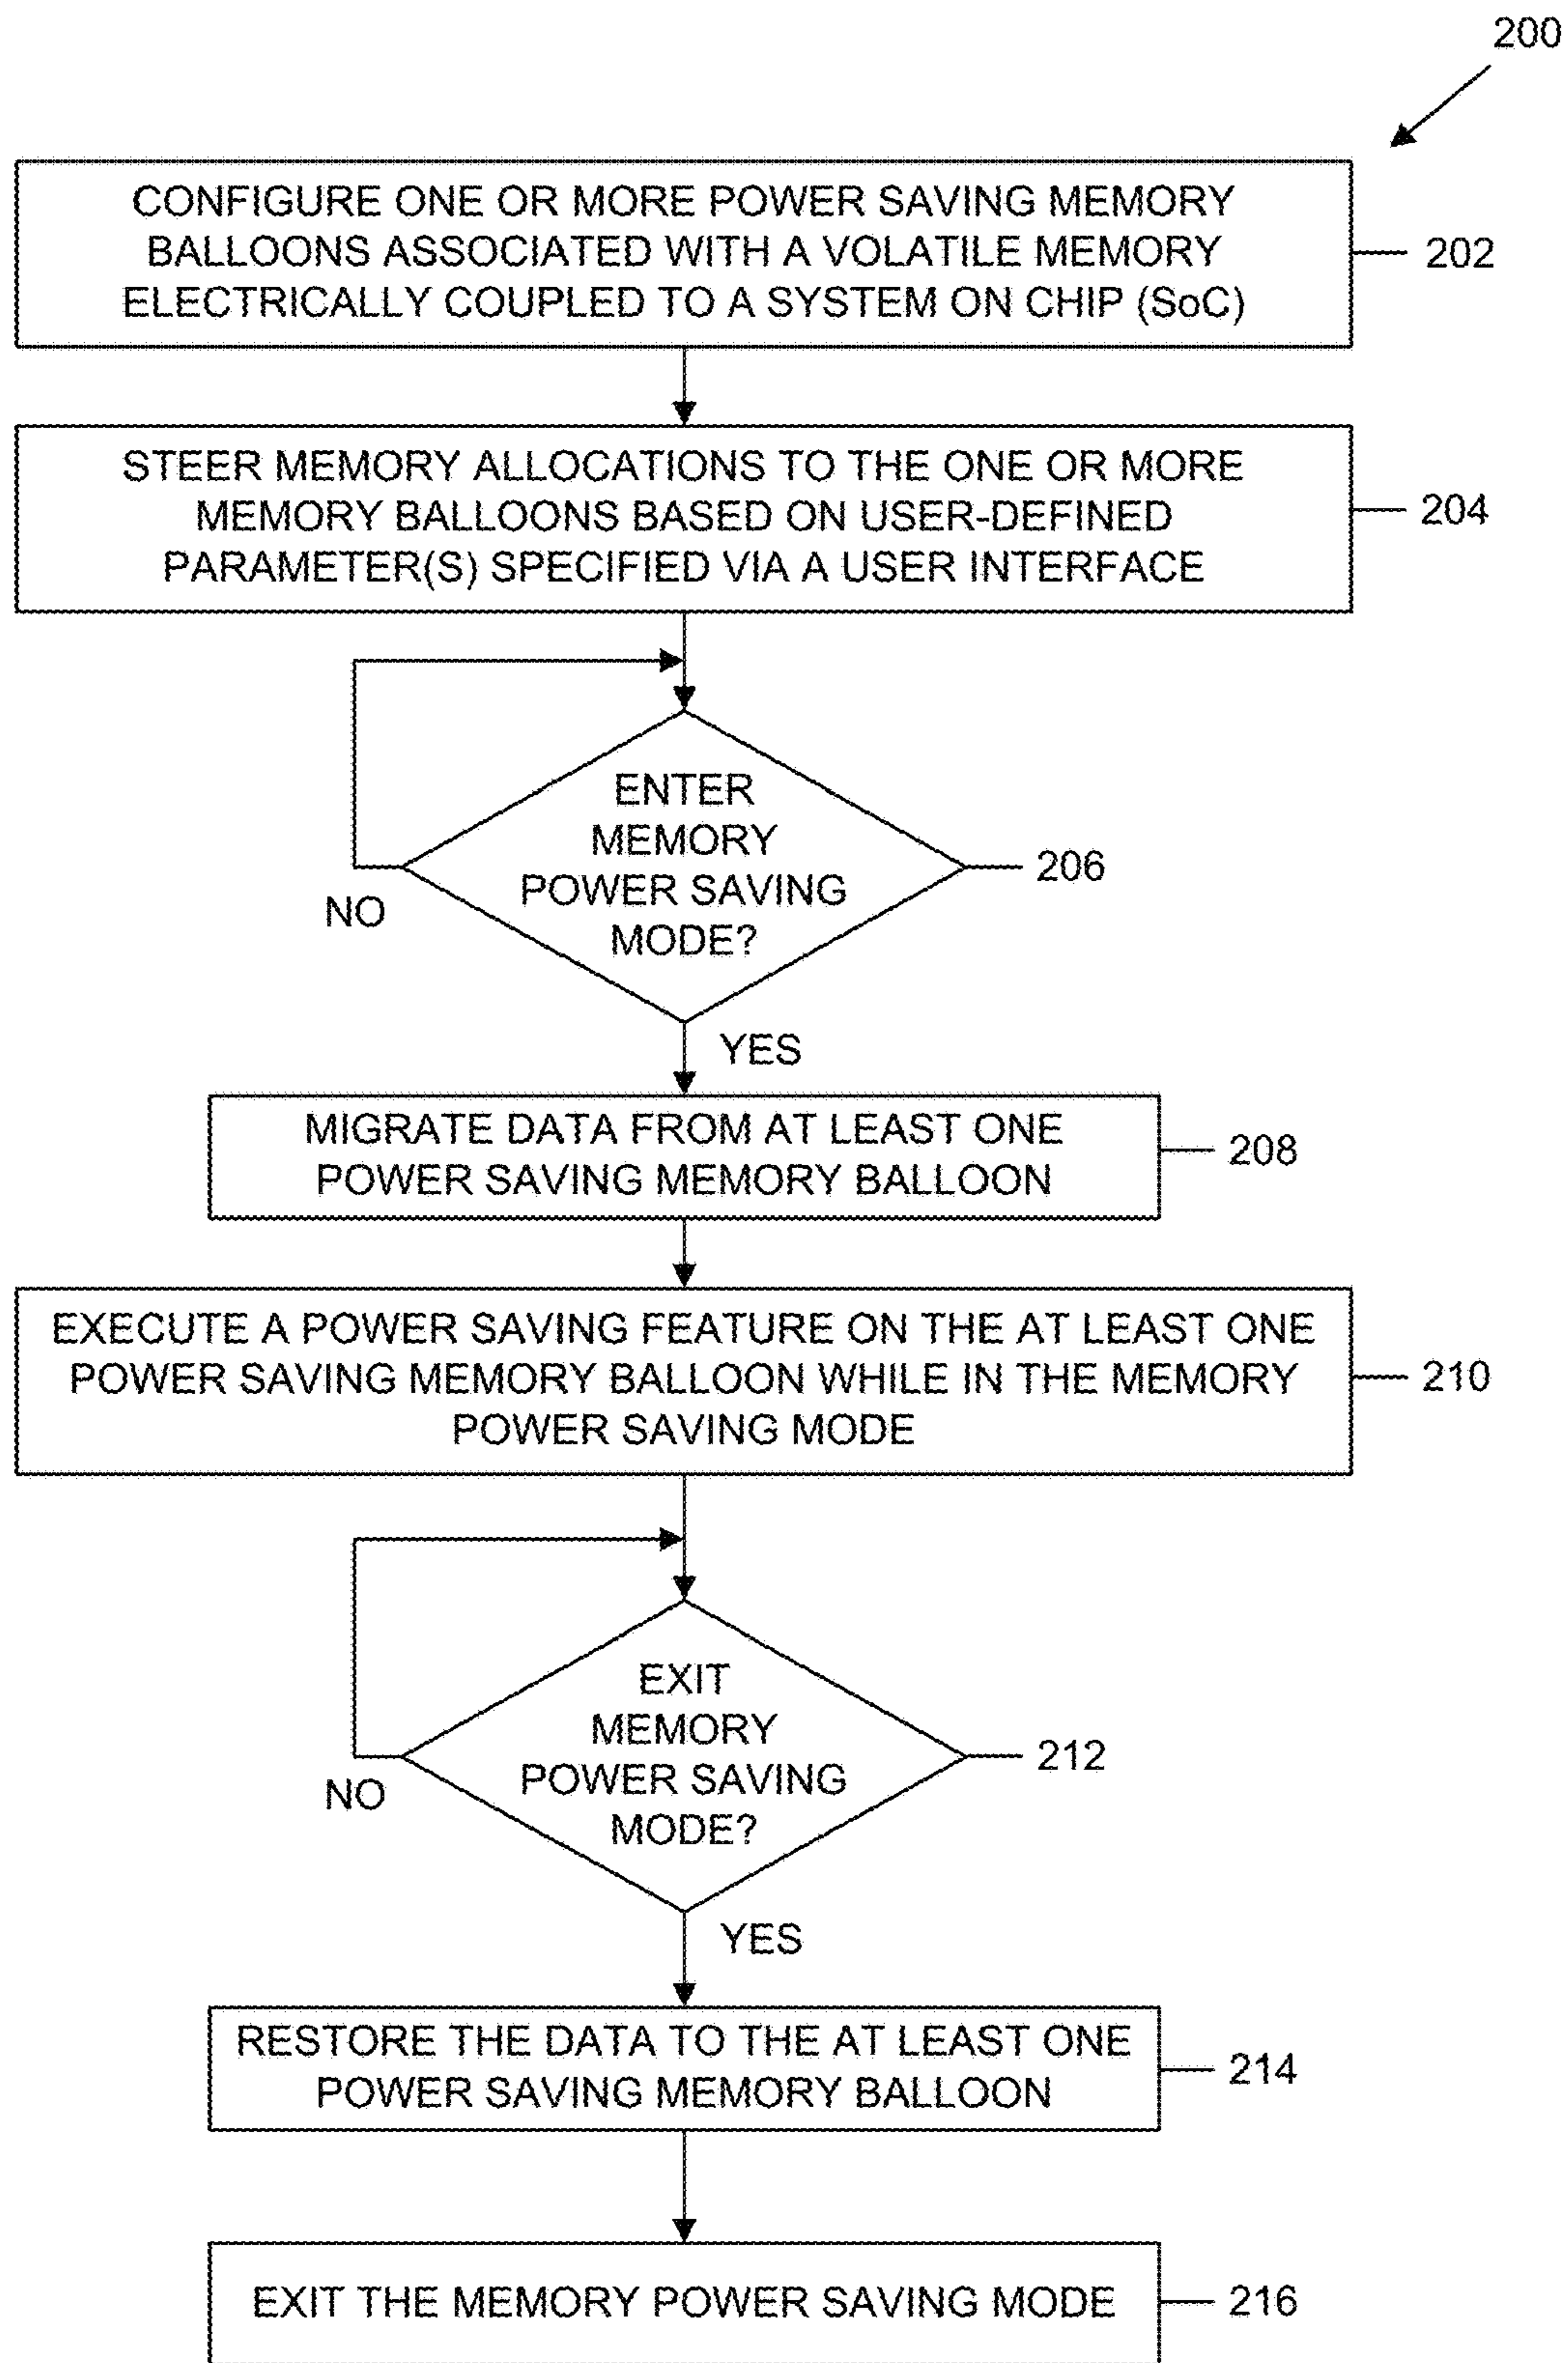 200
CONFIGURE ONE OR MORE POWER SAVING MEMORY
BALLOONS ASSOCIATED WITH A VOLATILE MEMORY
ELECTRICALLY COUPLED TO A SYSTEM ON CHIP (SoC)
202
STEER MEMORY ALLOCATIONS TO THE ONE OR MORE
MEMORY BALLOONS BASED ON USER-DEFINED
PARAMETER(S) SPECIFIED VIA A USER INTERFACE
204
ENTER
MEMORY
POWER SAVING
MODE?
206
NO
YES
MIGRATE DATA FROM AT LEAST ONE
POWER SAVING MEMORY BALLOON
208
EXECUTE A POWER SAVING FEATURE ON THE AT LEAST ONE
POWER SAVING MEMORY BALLOON WHILE IN THE MEMORY
POWER SAVING MODE
210
EXIT
MEMORY
POWER SAVING
MODE?
212
NO
YES
RESTORE THE DATA TO THE AT LEAST ONE
POWER SAVING MEMORY BALLOON
214
EXIT THE MEMORY POWER SAVING MODE
216